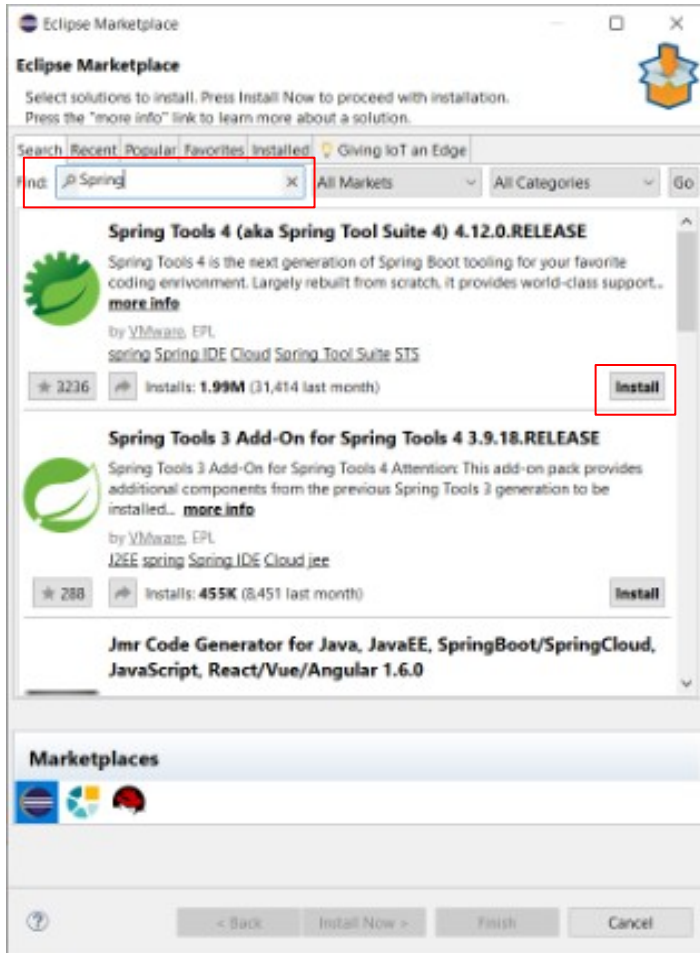 Eclipse Marketplace
Eclipse Marketplace
Select solutions to install. Press Install Now to proceed with installation.
Press the "more info" link to learn more about a solution.
Search Recent Popular Favorites Installed Giving IoT an Edge
Find: Spring All Markets All Categories Go
Spring Tools 4 (aka Spring Tool Suite 4) 4.12.0.RELEASE
Spring Tools 4 is the next generation of Spring Boot tooling for your favorite
coding envivonment. Largely rebuilt from scratch, it provides world-class support...
more info
by VMware, EPL
spring Spring IDE Cloud Spring Tool Suite STS
3236 Installs: 1.99M (31,414 last month) Install
Spring Tools 3 Add-On for Spring Tools 4 3.9.18.RELEASE
Spring Tools 3 Add-On for Spring Tools 4 Attention: This add-on pack provides
additional components from the previous Spring Tools 3 generation to be
installed... more info
by VMware, EPL
J2EE spring Spring IDE Cloud jee
288 Installs: 455K (8,451 last month) Install
Jmr Code Generator for Java, JavaEE, SpringBoot/SpringCloud,
JavaScript, React/Vue/Angular 1.6.0
Marketplaces
? < Back Install Now > Finish Cancel